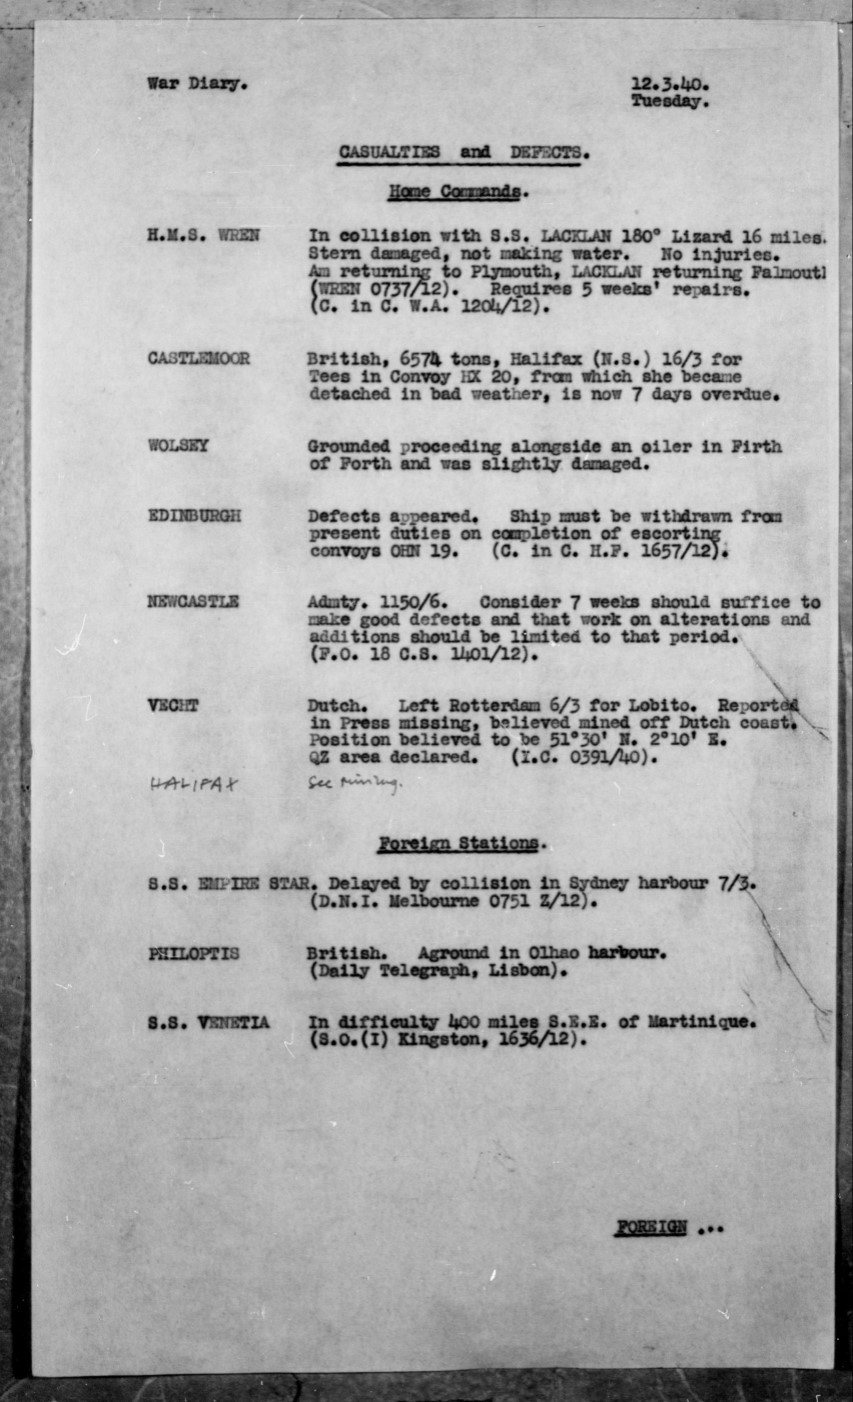 War Diary. 12.3.40.
Tuesday.
CASUALTIES and DEFECTS.
Home Commands.
H.M.S. WREN In collision with S.S. LACKLAN 180° Lizard 16 miles.
Stern damaged, not making water. No injuries.
Am returning to Plymouth, LACKLAN returning Falmouth
(WREN 0737/12). Requires 5 weeks' repairs.
(C. in C. W.A. 1204/12).
CASTLEMOOR British, 6574 tons, Halifax (N.S.) 16/3 for
Tees in Convoy HX 20, from which she became
detached in bad weather, is now 7 days overdue.
WOLSEY Grounded proceeding alongside an oiler in Firth
of Forth and was slightly damaged.
EDINBURGH Defects appeared. Ship must be withdrawn from
present duties on completion of escorting
convoys OHN 19. (C. in C. H.F. 1657/12).
NEWCASTLE Admty. 1150/6. Consider 7 weeks should suffice to
make good defects and that work on alterations and
additions should be limited to that period.
(F.O. 18 C.S. 1401/12).
VECHT Dutch. Left Rotterdam 6/3 for Lobito. Reported
in Press missing, believed mined off Dutch coast.
Position believed to be 51°30' N. 2°10' E.
QZ area declared. (I.C. 0391/40).
HALIFAX See mining.
Foreign Stations.
S.S. EMPIRE STAR. Delayed by collision in Sydney harbour 7/3.
(D.N.I. Melbourne 0751 Z/12).
PHILOPTIS British. Aground in Olhao harbour.
(Daily Telegraph, Lisbon).
S.S. VENETIA In difficulty 400 miles S.E.E. of Martinique.
(S.O.(I) Kingston, 1636/12).
FOREIGN ...